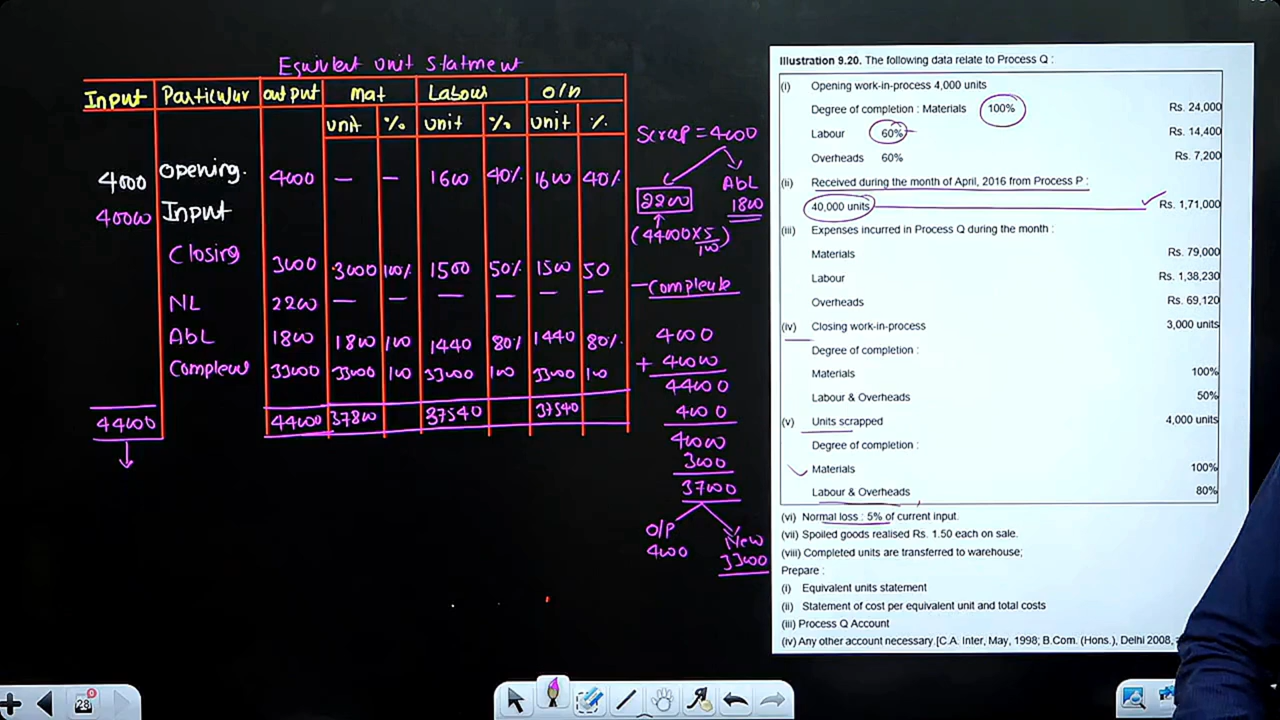 Equivlent unit statment
Input Particular output Mat Labour O/H
unit % unit % unit %
4000 Opening. 4000 — — 1600 40% 1600 40%
40000 Input
Closing 3000 3000 100% 1500 50% 1500 50
NL 2200 — — — — — —
AbL 1800 1800 100 1440 80% 1440 80%.
Complete 33000 33000 100 33000 100 33000 100
44000 44000 37800 37540 37540
Scrap = 4000
2200
AbL
1800
(44000 × 5/100)
— Complete
4000
+ 40000
44000
4000
40000
3000
37000
O/P New
4000 33000
Illustration 9.20. The following data relate to Process Q :
(i) Opening work-in-process 4,000 units
Degree of completion : Materials 100% Rs. 24,000
Labour 60% Rs. 14,400
Overheads 60% Rs. 7,200
(ii) Received during the month of April, 2016 from Process P :
40,000 units Rs. 1,71,000
(iii) Expenses incurred in Process Q during the month :
Materials Rs. 79,000
Labour Rs. 1,38,230
Overheads Rs. 69,120
(iv) Closing work-in-process 3,000 units
Degree of completion :
Materials 100%
Labour & Overheads 50%
(v) Units scrapped 4,000 units
Degree of completion :
Materials 100%
Labour & Overheads 80%
(vi) Normal loss : 5% of current input.
(vii) Spoiled goods realised Rs. 1.50 each on sale.
(viii) Completed units are transferred to warehouse;
Prepare :
(i) Equivalent units statement
(ii) Statement of cost per equivalent unit and total costs
(iii) Process Q Account
(iv) Any other account necessary.[C.A. Inter, May, 1998; B.Com. (Hons.), Delhi 2008,
28
9